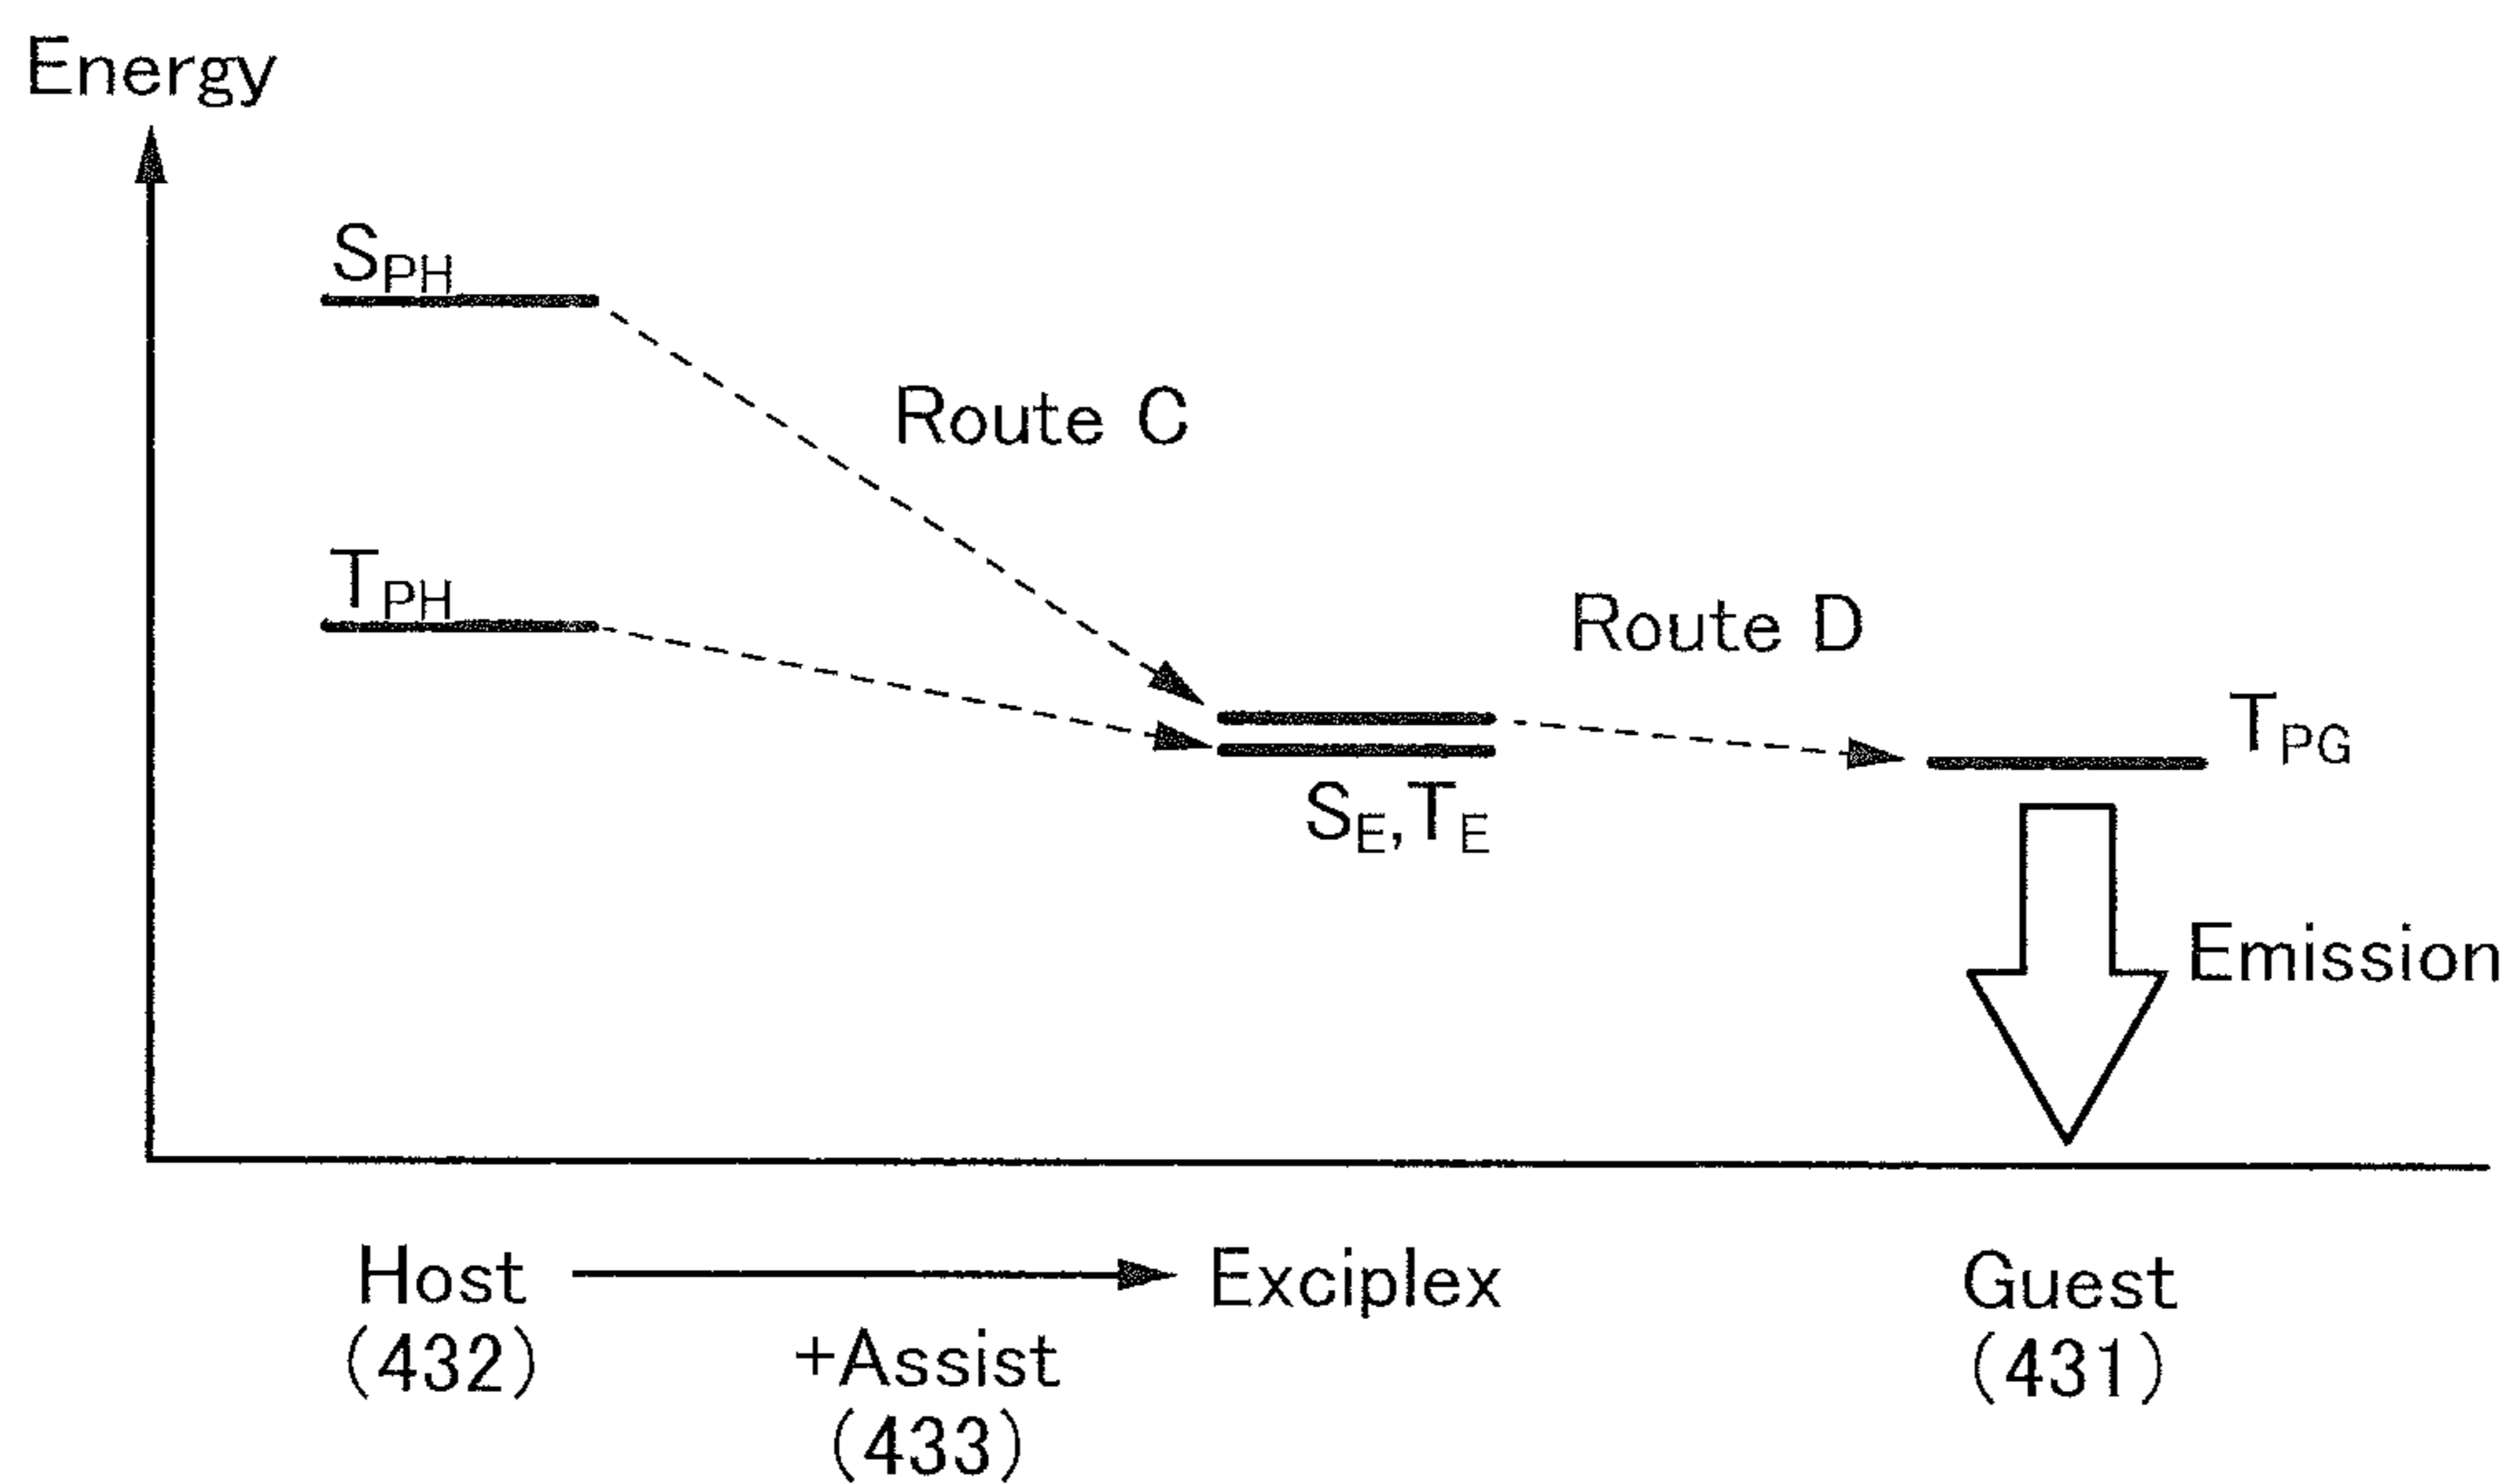 Energy
SPH
Route C
TPH
Route D
TPG
SE,TE
Emission
Host
(432)
+Assist
(433)
Exciplex
Guest
(431)